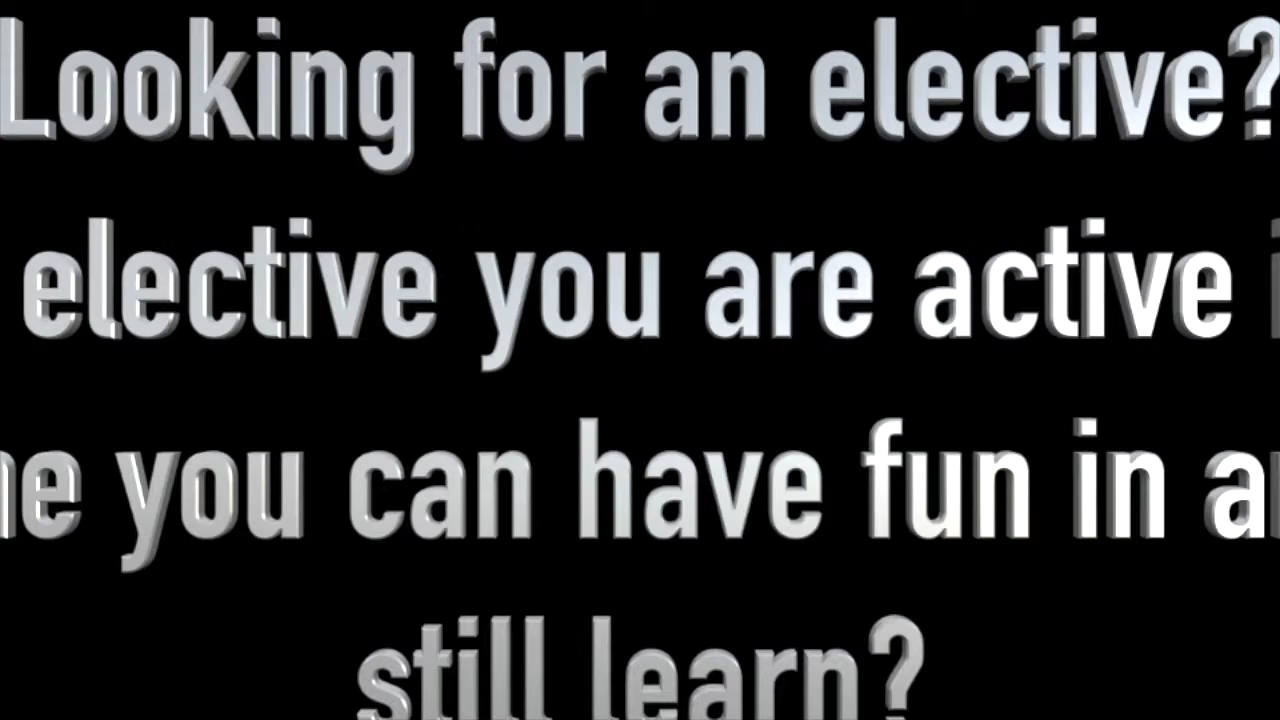 Looking for an elective?
elective you are active
you can have fun in
still learn?